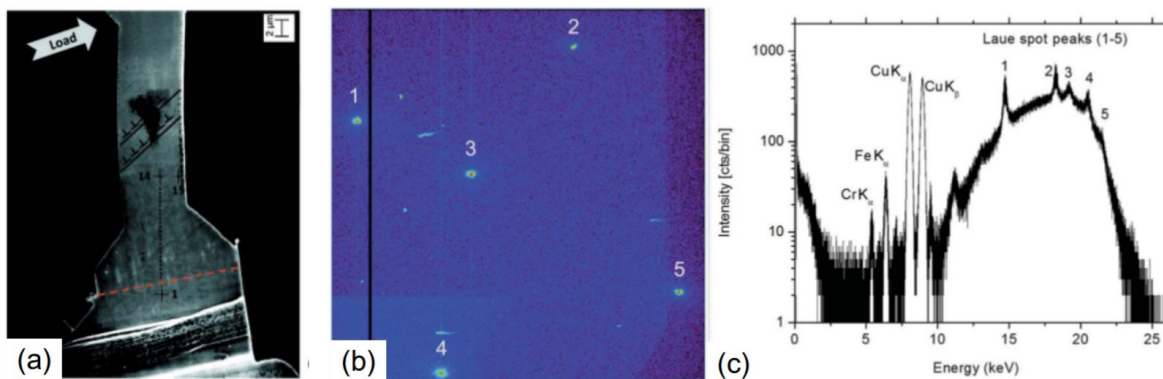 Load
2 µm
14
15
1
(a)
1
2
3
4
5
(b)
Laue spot peaks (1-5)
1000
100
10
1
Intensity [cts/bin]
CrKα
FeKα
CuKα
CuKβ
1
2
3
4
5
0
5
10
15
20
25
Energy (keV)
(c)